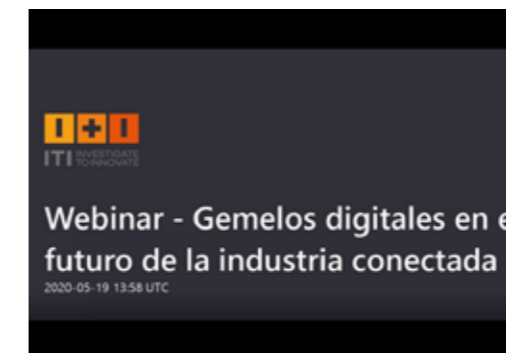 I+I
ITI INVESTIGATE
TO INNOVATE
Webinar - Gemelos digitales en e
futuro de la industria conectada
2020-05-19 13:58 UTC